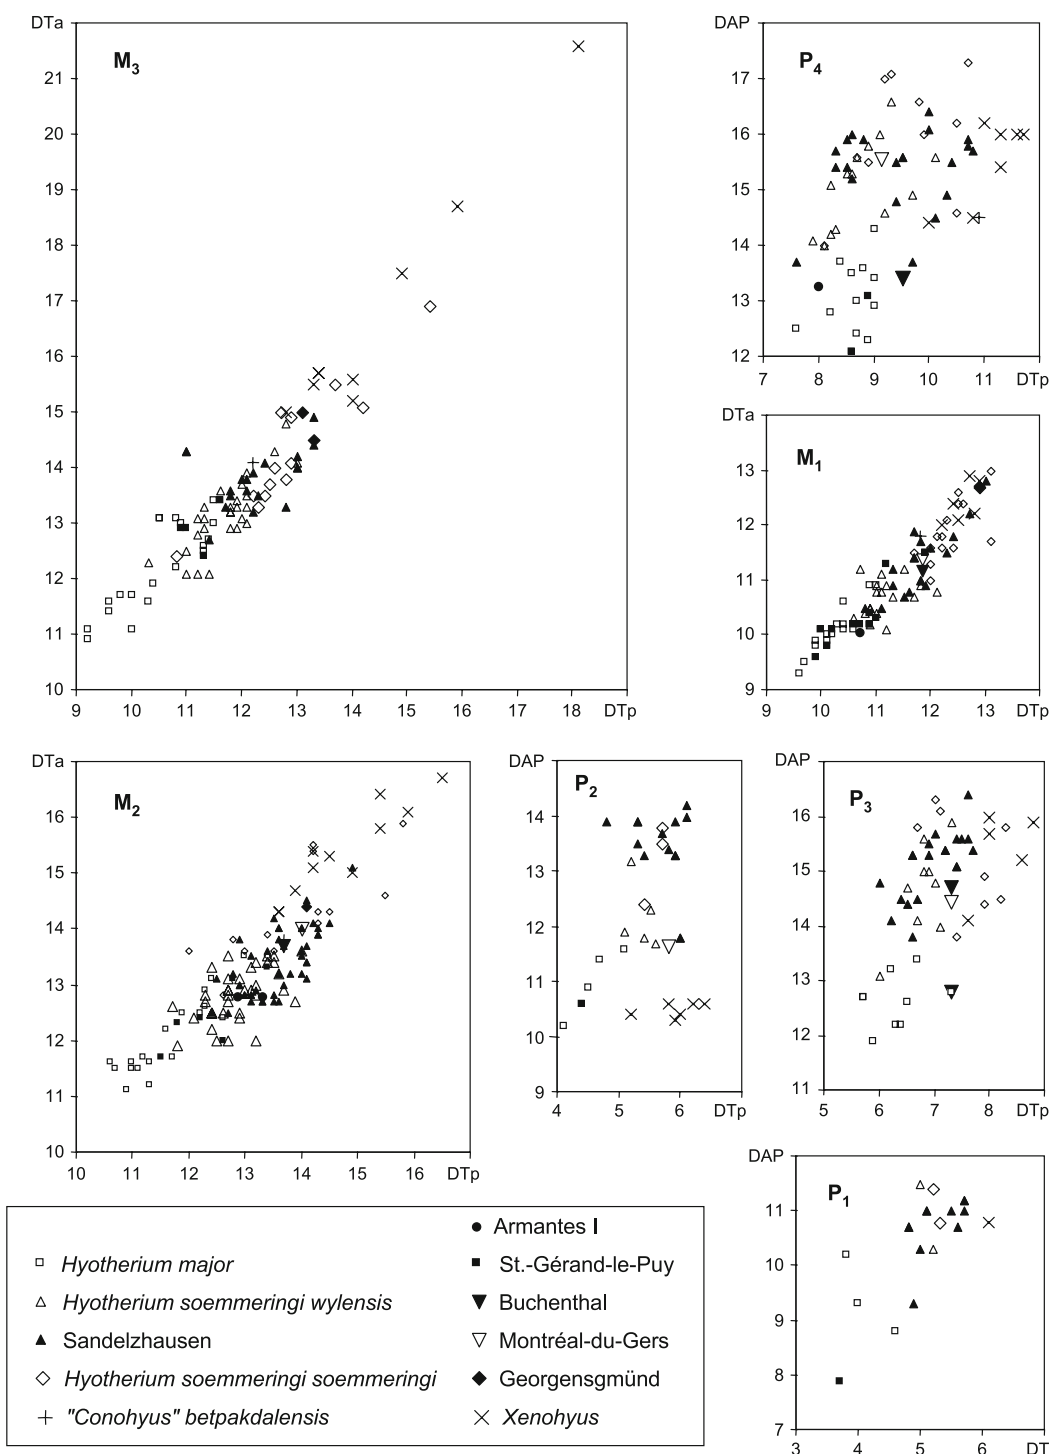 DTa
M3
21
20
19
18
17
16
15
14
13
12
11
10
9 10 11 12 13 14 15 16 17 18 DTp
DAP
P4
17
16
15
14
13
12
7 8 9 10 11 DTp
DTa
M1
13
12
11
10
9
9 10 11 12 13 DTp
DTa
M2
16
15
14
13
12
11
10
10 11 12 13 14 15 16 DTp
DAP
P2
14
13
12
11
10
9
4 5 6 DTp
DAP
P3
16
15
14
13
12
11
5 6 7 8 DTp
DAP
P1
11
10
9
8
7
3 4 5 6 DT
Hyotherium major
Hyotherium soemmeringi wylensis
Sandelzhausen
Hyotherium soemmeringi soemmeringi
"Conohyus" betpakdalensis
Armantes I
St.-Gérand-le-Puy
Buchenthal
Montréal-du-Gers
Georgensgmünd
Xenohyus